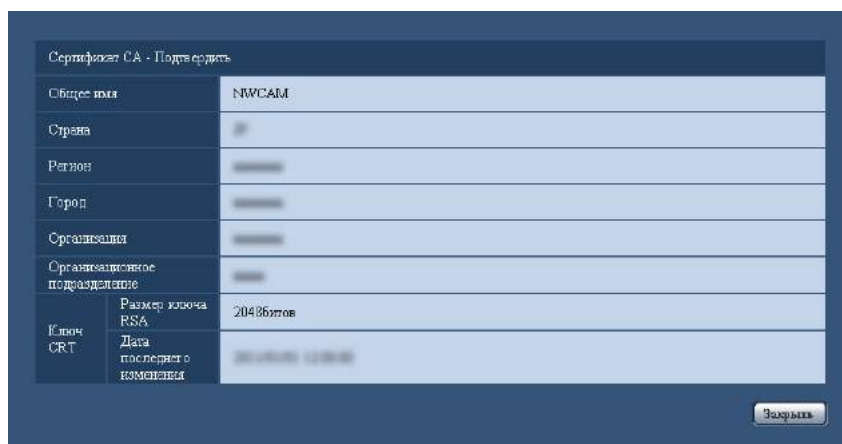 Сертификат CA - Подтвердить
Общее имя NWCAM
Страна
Регион
Город
Организация
Организационное
подразделение
Ключ
CRT
Размер ключа
RSA
2048битов
Дата
последнего
изменения
Закрыть